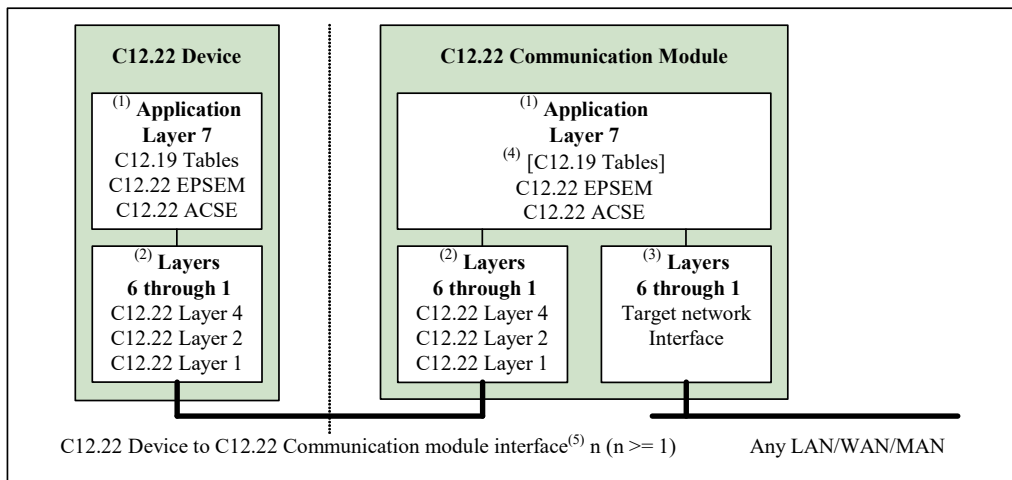 C12.22 Device
(1) Application
Layer 7
C12.19 Tables
C12.22 EPSEM
C12.22 ACSE
(2) Layers
6 through 1
C12.22 Layer 4
C12.22 Layer 2
C12.22 Layer 1
C12.22 Communication Module
(1) Application
Layer 7
(4) [C12.19 Tables]
C12.22 EPSEM
C12.22 ACSE
(2) Layers
6 through 1
C12.22 Layer 4
C12.22 Layer 2
C12.22 Layer 1
(3) Layers
6 through 1
Target network
Interface
C12.22 Device to C12.22 Communication module interface(5) n (n >= 1)
Any LAN/WAN/MAN